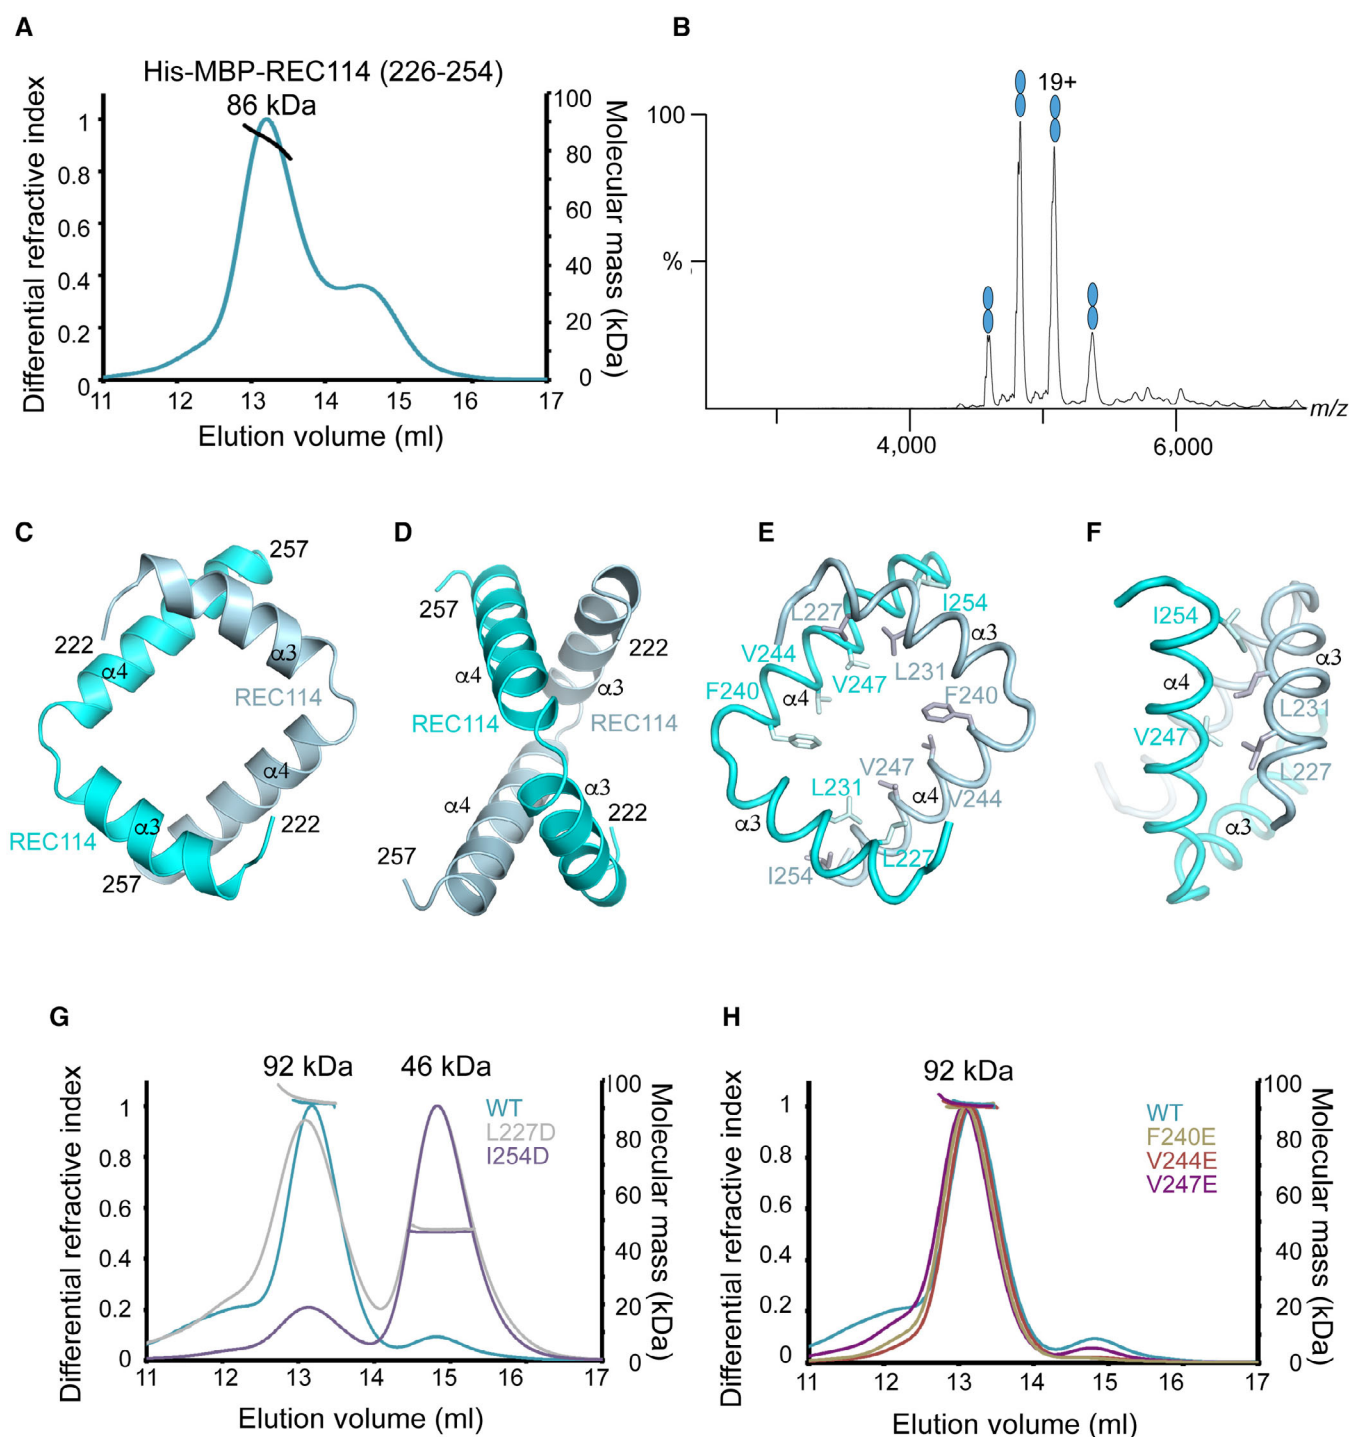 A
His-MBP-REC114 (226-254)
86 kDa
Differential refractive index
1
0.8
0.6
0.4
0.2
0
100
80
60
40
20
0
Molecular mass (kDa)
11 12 13 14 15 16 17
Elution volume (ml)
B
19+
100
%
4,000 6,000
m/z
C
257
222
α4
α3
REC114
α4
REC114
α3
222
257
D
257
222
α4
α3
REC114
REC114
α4
α3
222
257
E
L227
I254
V244
α3
F240
α4
V247
L231
F240
L231
V247
α4
V244
α3
I254
L227
F
I254
α3
α4
L231
V247
L227
α3
G
92 kDa
46 kDa
Differential refractive index
1
0.8
0.6
0.4
0.2
0
WT
L227D
I254D
100
80
60
40
20
0
Molecular mass (kDa)
11 12 13 14 15 16 17
Elution volume (ml)
H
92 kDa
Differential refractive index
1
0.8
0.6
0.4
0.2
0
WT
F240E
V244E
V247E
100
80
60
40
20
0
Molecular mass (kDa)
11 12 13 14 15 16 17
Elution volume (ml)